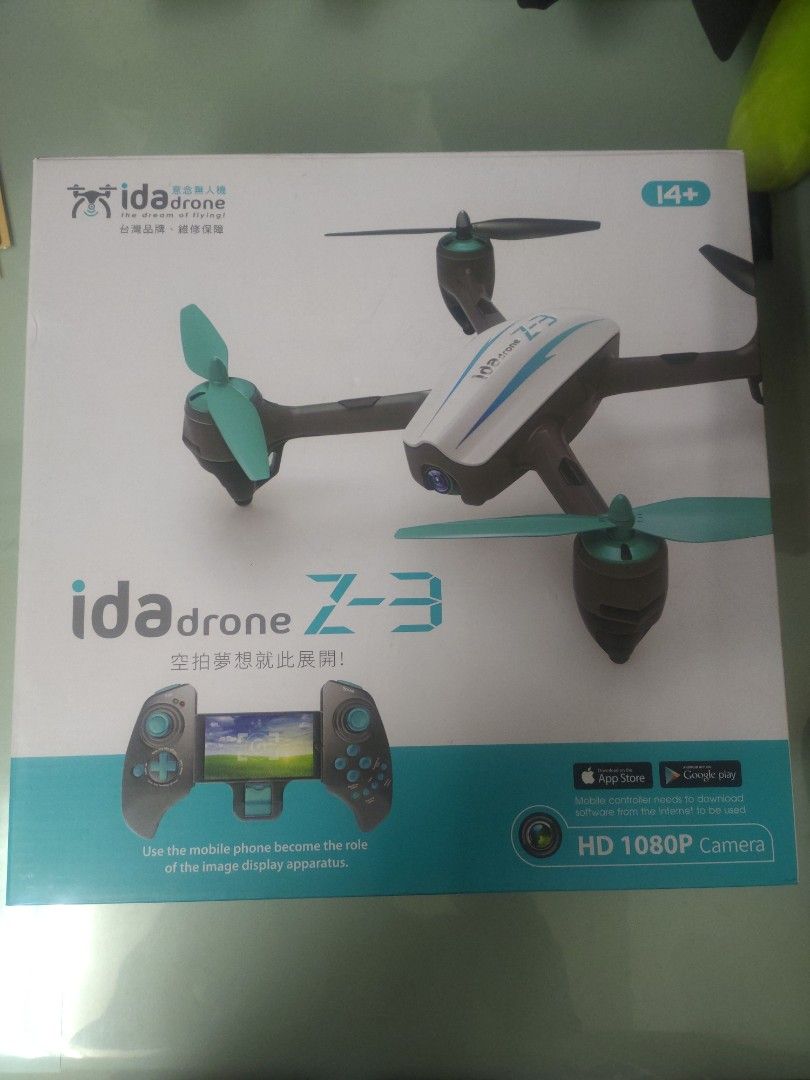 意念無人機
ida drone
the dream of flying!
台灣品牌、維修保障
14+
ida drone Z-3
ida drone Z-3
空拍夢想就此展開!
Use the mobile phone become the role
of the image display apparatus.
Download on the
App Store
Google play
Mobile controller needs to download
software from the Internet to be used
HD 1080P Camera